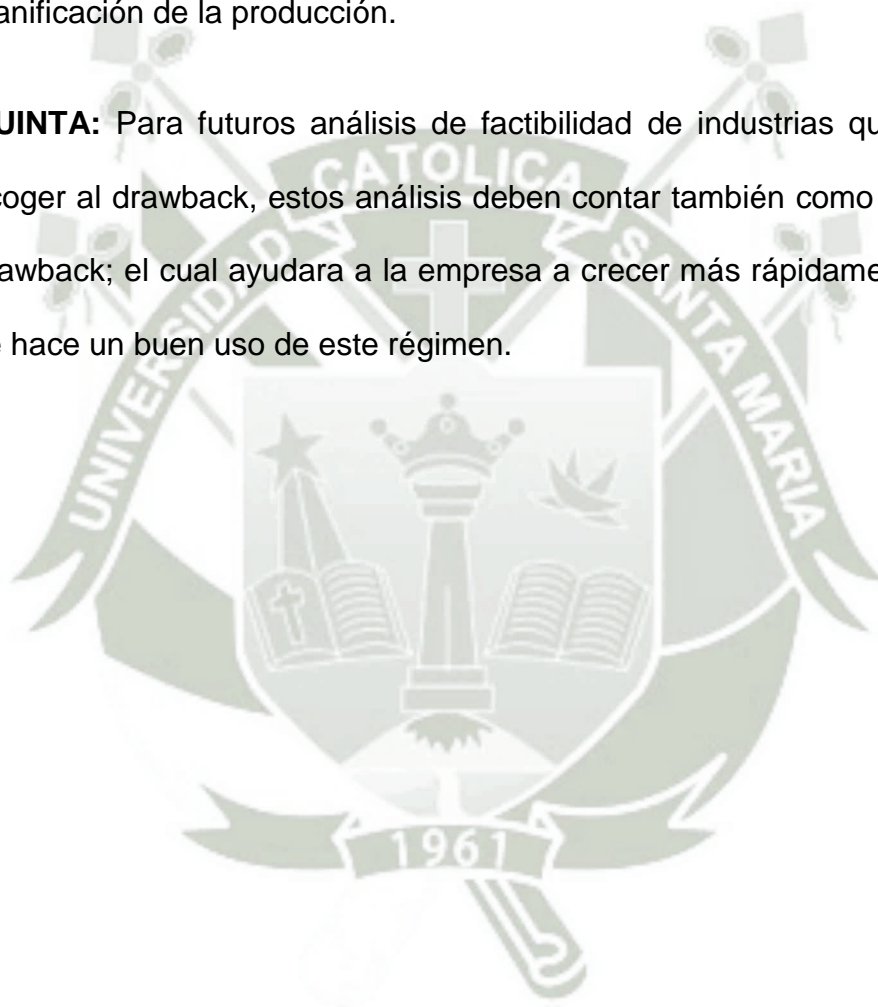 anificación de la producción.
UINTA: Para futuros análisis de factibilidad de industrias qu
coger al drawback, estos análisis deben contar también como
rawback; el cual ayudara a la empresa a crecer más rápidame
e hace un buen uso de este régimen.
UNIVERSIDAD CATOLICA SANTA MARIA
1961